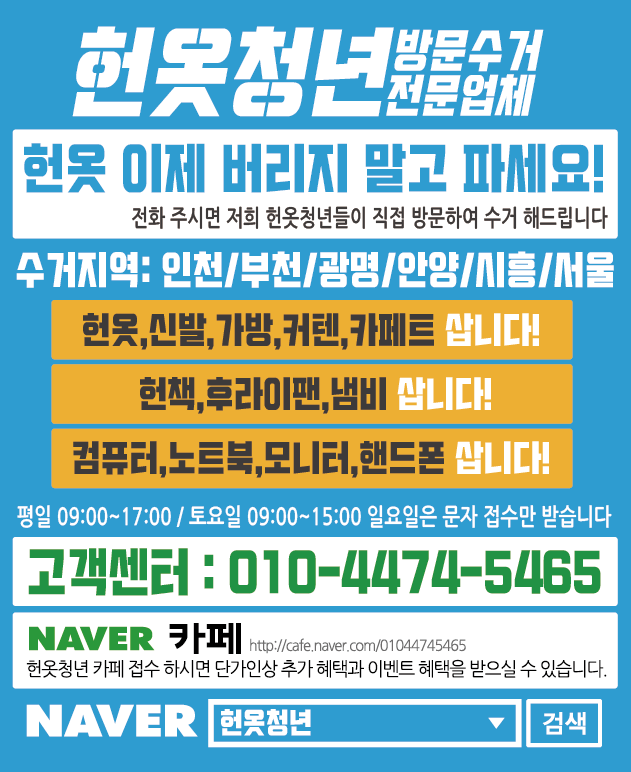 헌옷청년 방문수거 전문업체
헌옷 이제 버리지 말고 파세요!
전화 주시면 저희 헌옷청년들이 직접 방문하여 수거 해드립니다
수거지역: 인천/부천/광명/안양/시흥/서울
헌옷,신발,가방,커텐,카페트 삽니다!
헌책,후라이팬,냄비 삽니다!
컴퓨터,노트북,모니터,핸드폰 삽니다!
평일 09:00~17:00 / 토요일 09:00~15:00 일요일은 문자 접수만 받습니다
고객센터 : 010-4474-5465
NAVER 카페 http://cafe.naver.com/01044745465
헌옷청년 카페 접수 하시면 단가인상 추가 혜택과 이벤트 혜택을 받으실 수 있습니다.
NAVER 헌옷청년 검색